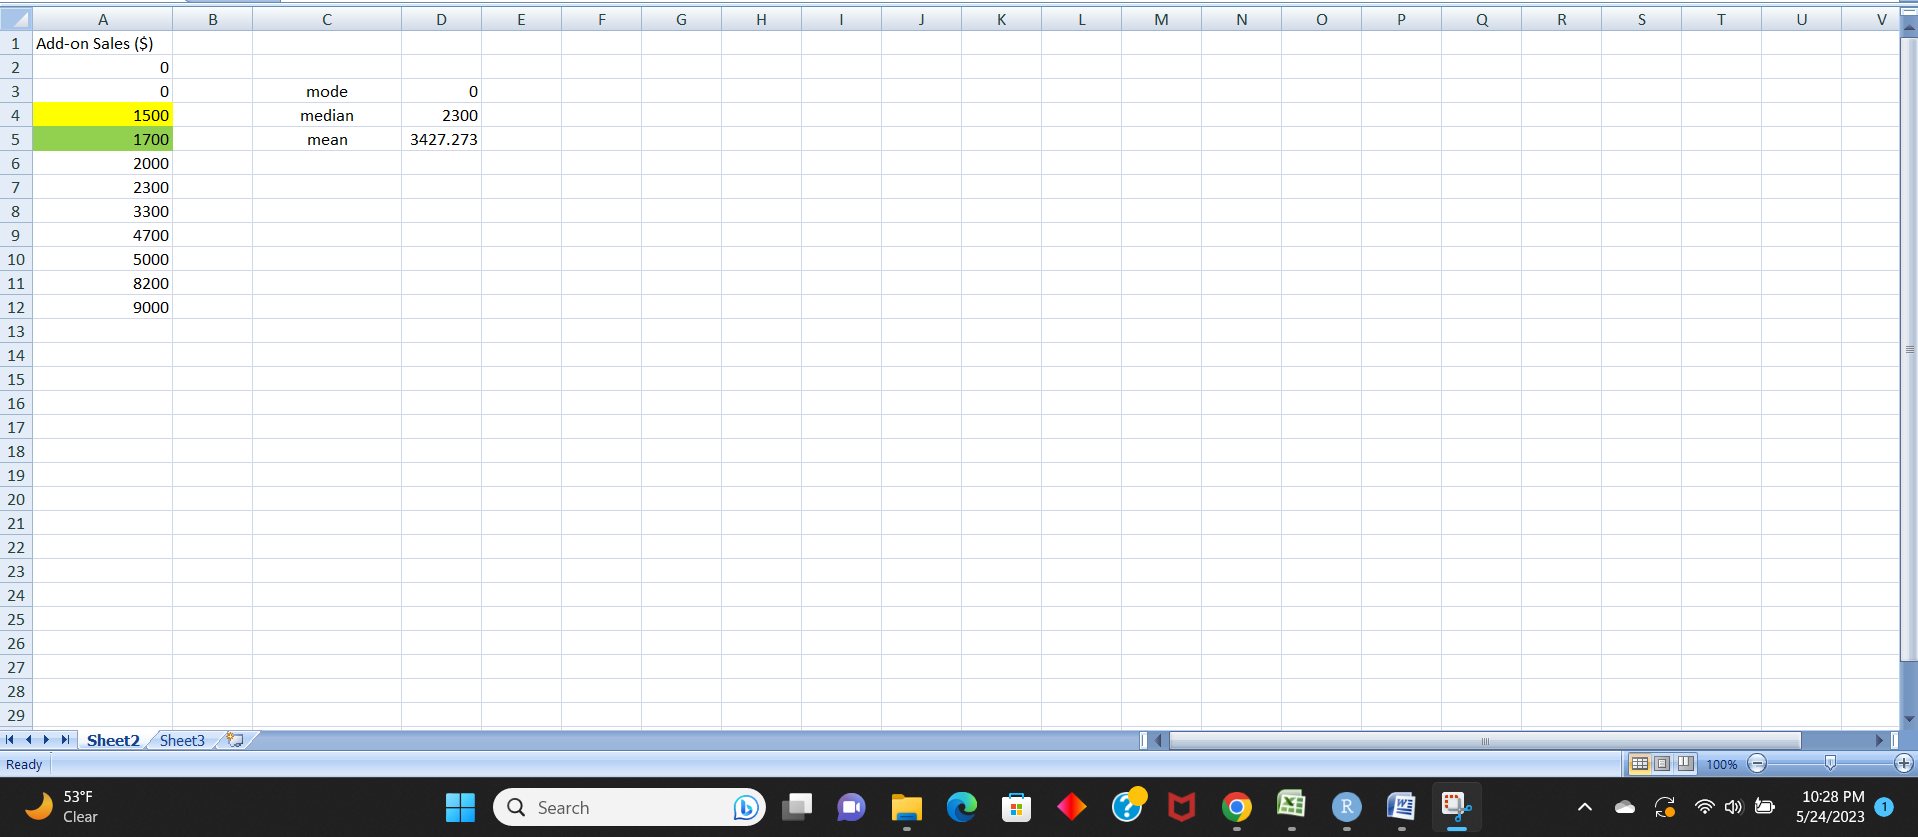 A B C D E F G H I J K L M N O P Q R S T U V
1 Add-on Sales ($)
2 0
3 0 mode 0
4 1500 median 2300
5 1700 mean 3427.273
6 2000
7 2300
8 3300
9 4700
10 5000
11 8200
12 9000
13
14
15
16
17
18
19
20
21
22
23
24
25
26
27
28
29
Sheet2 Sheet3
Ready 100%
53°F
Clear
Search
R
W
10:28 PM
5/24/2023
1